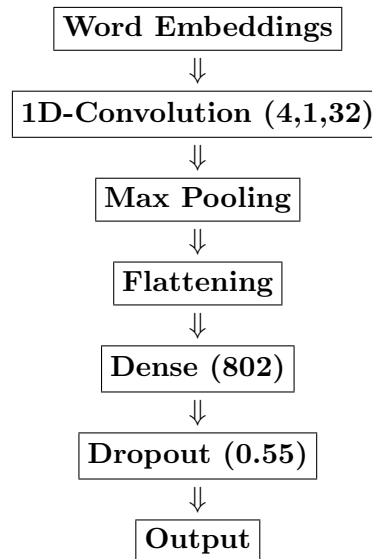 Word Embeddings
⇓
1D-Convolution (4,1,32)
⇓
Max Pooling
⇓
Flattening
⇓
Dense (802)
⇓
Dropout (0.55)
⇓
Output